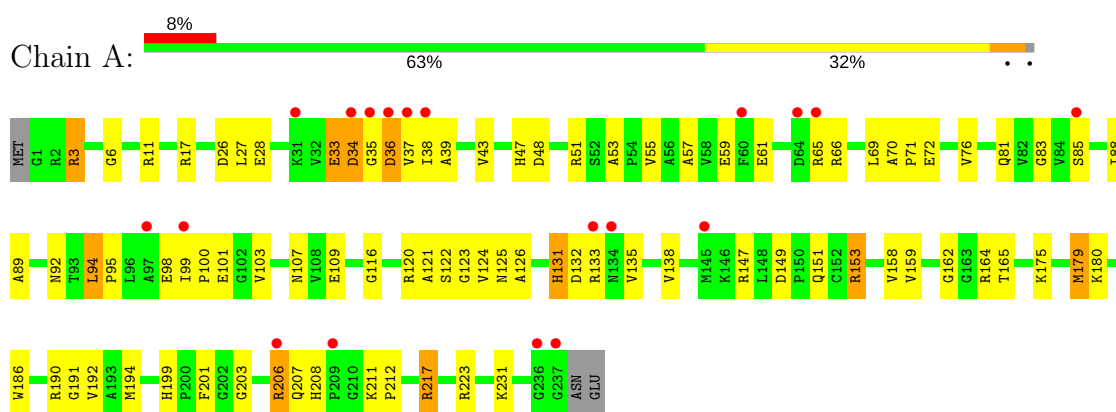 8%
Chain A:
63% 32% • •
MET G1 R2 R3 G6 R11 R17 D26 L27 E28 K31 V32 E33 D34 G35 D36 V37 I38 A39 V43 H47 D48 R51 S52 A53 P54 V55 A56 A57 V58 E59 F60 E61 D64 R65 R66 L69 A70 P71 E72 V76 Q81 V82 G83 V84 S85 I88
A89 N92 T93 L94 P95 L96 A97 E98 I99 P100 E101 G102 V103 N107 V108 E109 G116 R120 A121 S122 G123 V124 N125 A126 H131 D132 R133 N134 V135 V138 M145 K146 R147 L148 D149 P150 Q151 C152 R153 V158 V159 G162 G163 R164 T165 K175 M179 K180
W186 R190 G191 V192 A193 M194 H199 P200 F201 G202 G203 R206 Q207 H208 P209 G210 K211 P212 R217 R223 K231 G236 G237 ASN GLU